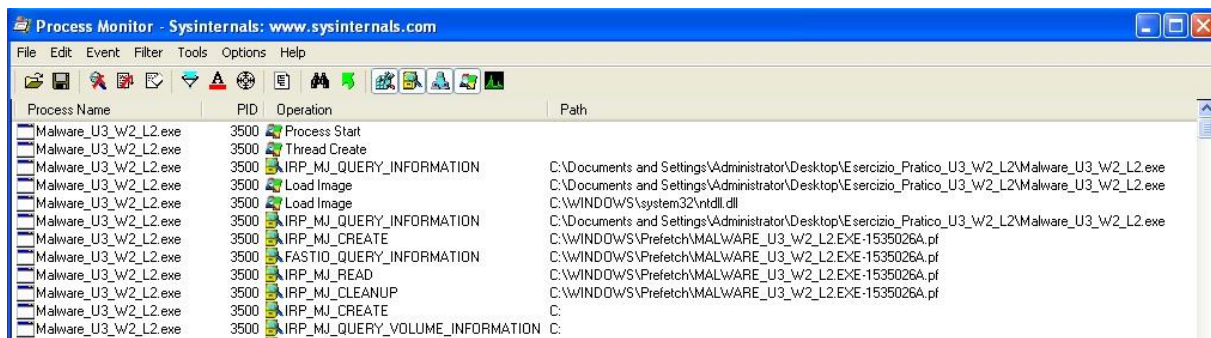 Process Monitor - Sysinternals: www.sysinternals.com
File Edit Event Filter Tools Options Help
Process Name PID Operation Path
Malware_U3_W2_L2.exe 3500 Process Start
Malware_U3_W2_L2.exe 3500 Thread Create
Malware_U3_W2_L2.exe 3500 IRP_MJ_QUERY_INFORMATION C:\Documents and Settings\Administrator\Desktop\Esercizio_Pratico_U3_W2_L2\Malware_U3_W2_L2.exe
Malware_U3_W2_L2.exe 3500 Load Image C:\Documents and Settings\Administrator\Desktop\Esercizio_Pratico_U3_W2_L2\Malware_U3_W2_L2.exe
Malware_U3_W2_L2.exe 3500 Load Image C:\WINDOWS\system32\ntdll.dll
Malware_U3_W2_L2.exe 3500 IRP_MJ_QUERY_INFORMATION C:\Documents and Settings\Administrator\Desktop\Esercizio_Pratico_U3_W2_L2\Malware_U3_W2_L2.exe
Malware_U3_W2_L2.exe 3500 IRP_MJ_CREATE C:\WINDOWS\Prefetch\MALWARE_U3_W2_L2.EXE-1535026A.pf
Malware_U3_W2_L2.exe 3500 FASTIO_QUERY_INFORMATION C:\WINDOWS\Prefetch\MALWARE_U3_W2_L2.EXE-1535026A.pf
Malware_U3_W2_L2.exe 3500 IRP_MJ_READ C:\WINDOWS\Prefetch\MALWARE_U3_W2_L2.EXE-1535026A.pf
Malware_U3_W2_L2.exe 3500 IRP_MJ_CLEANUP C:\WINDOWS\Prefetch\MALWARE_U3_W2_L2.EXE-1535026A.pf
Malware_U3_W2_L2.exe 3500 IRP_MJ_CREATE C:
Malware_U3_W2_L2.exe 3500 IRP_MJ_QUERY_VOLUME_INFORMATION C: